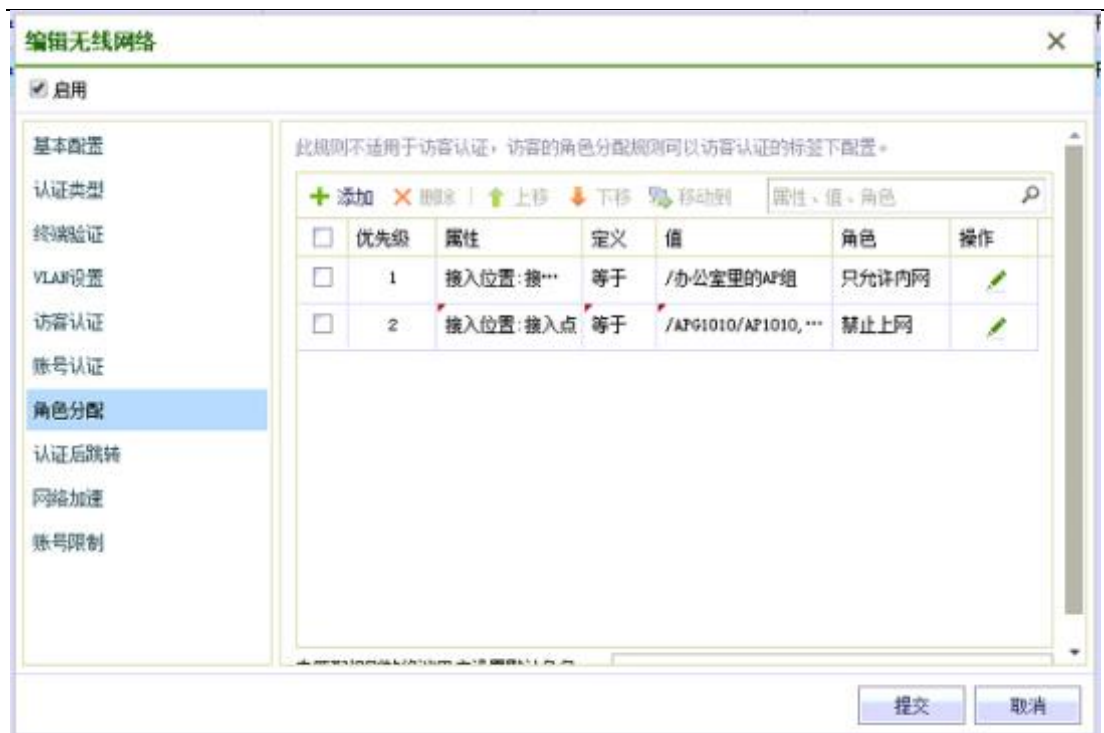 编辑无线网络
启用
基本配置
认证类型
终端验证
VLAN设置
访客认证
账号认证
角色分配
认证后跳转
网络加速
账号限制
此规则不适用于访客认证,访客的角色分配规则可以访客认证的标签下配置。
添加 删除 上移 下移 移动到 属性、值、角色
优先级 属性 定义 值 角色 操作
1 接入位置:接… 等于 /办公室里的AP组 只允许内网
2 接入位置:接入点 等于 /APG1010/AP1010,… 禁止上网
提交 取消